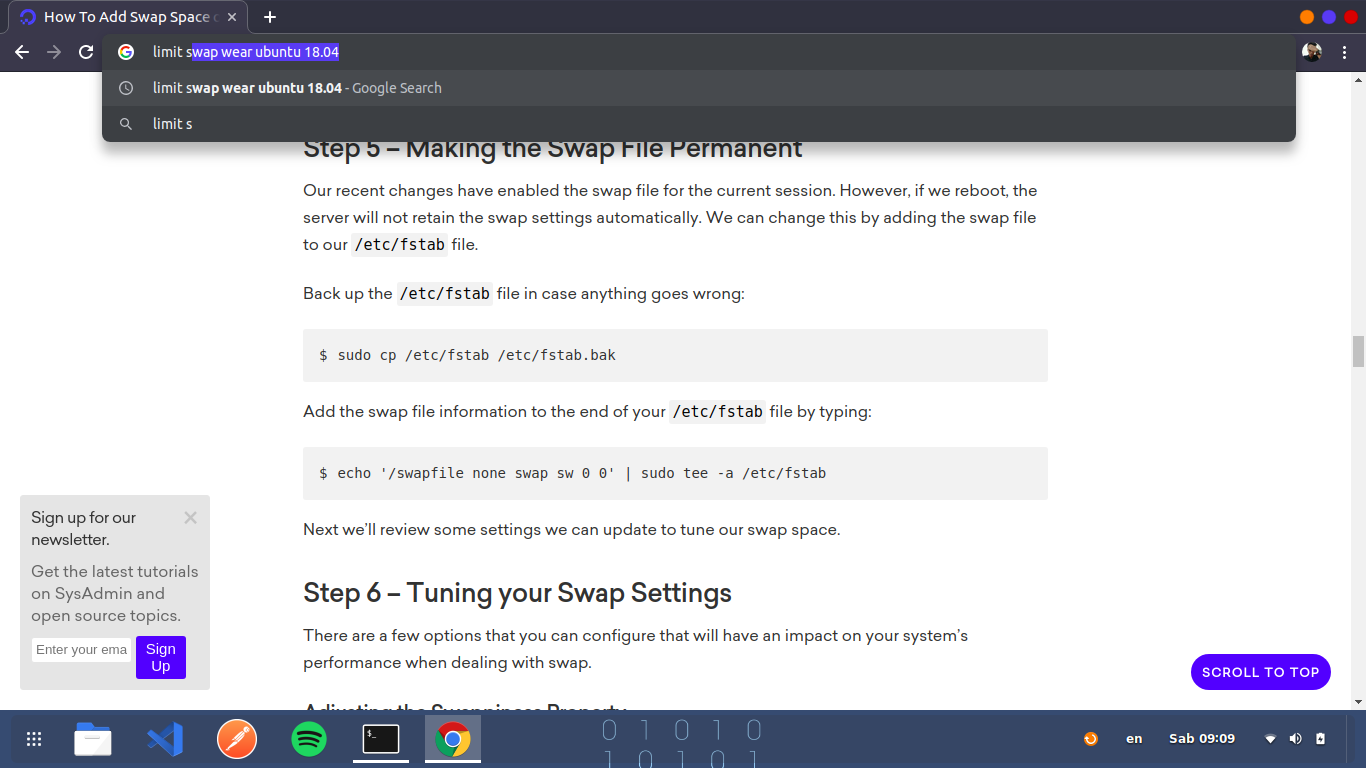 How To Add Swap Space
limit swap wear ubuntu 18.04
limit swap wear ubuntu 18.04 - Google Search
limit s
Step 5 – Making the Swap File Permanent
Our recent changes have enabled the swap file for the current session. However, if we reboot, the
server will not retain the swap settings automatically. We can change this by adding the swap file
to our /etc/fstab file.
Back up the /etc/fstab file in case anything goes wrong:
$ sudo cp /etc/fstab /etc/fstab.bak
Add the swap file information to the end of your /etc/fstab file by typing:
$ echo '/swapfile none swap sw 0 0' | sudo tee -a /etc/fstab
Next we’ll review some settings we can update to tune our swap space.
Step 6 – Tuning your Swap Settings
There are a few options that you can configure that will have an impact on your system’s
performance when dealing with swap.
Adjusting the Swappiness Property
Sign up for our
newsletter.
Get the latest tutorials
on SysAdmin and
open source topics.
Enter your ema
Sign
Up
SCROLL TO TOP
$_
0 1 0 1 0
1 0 1 0 1
en
Sab 09:09